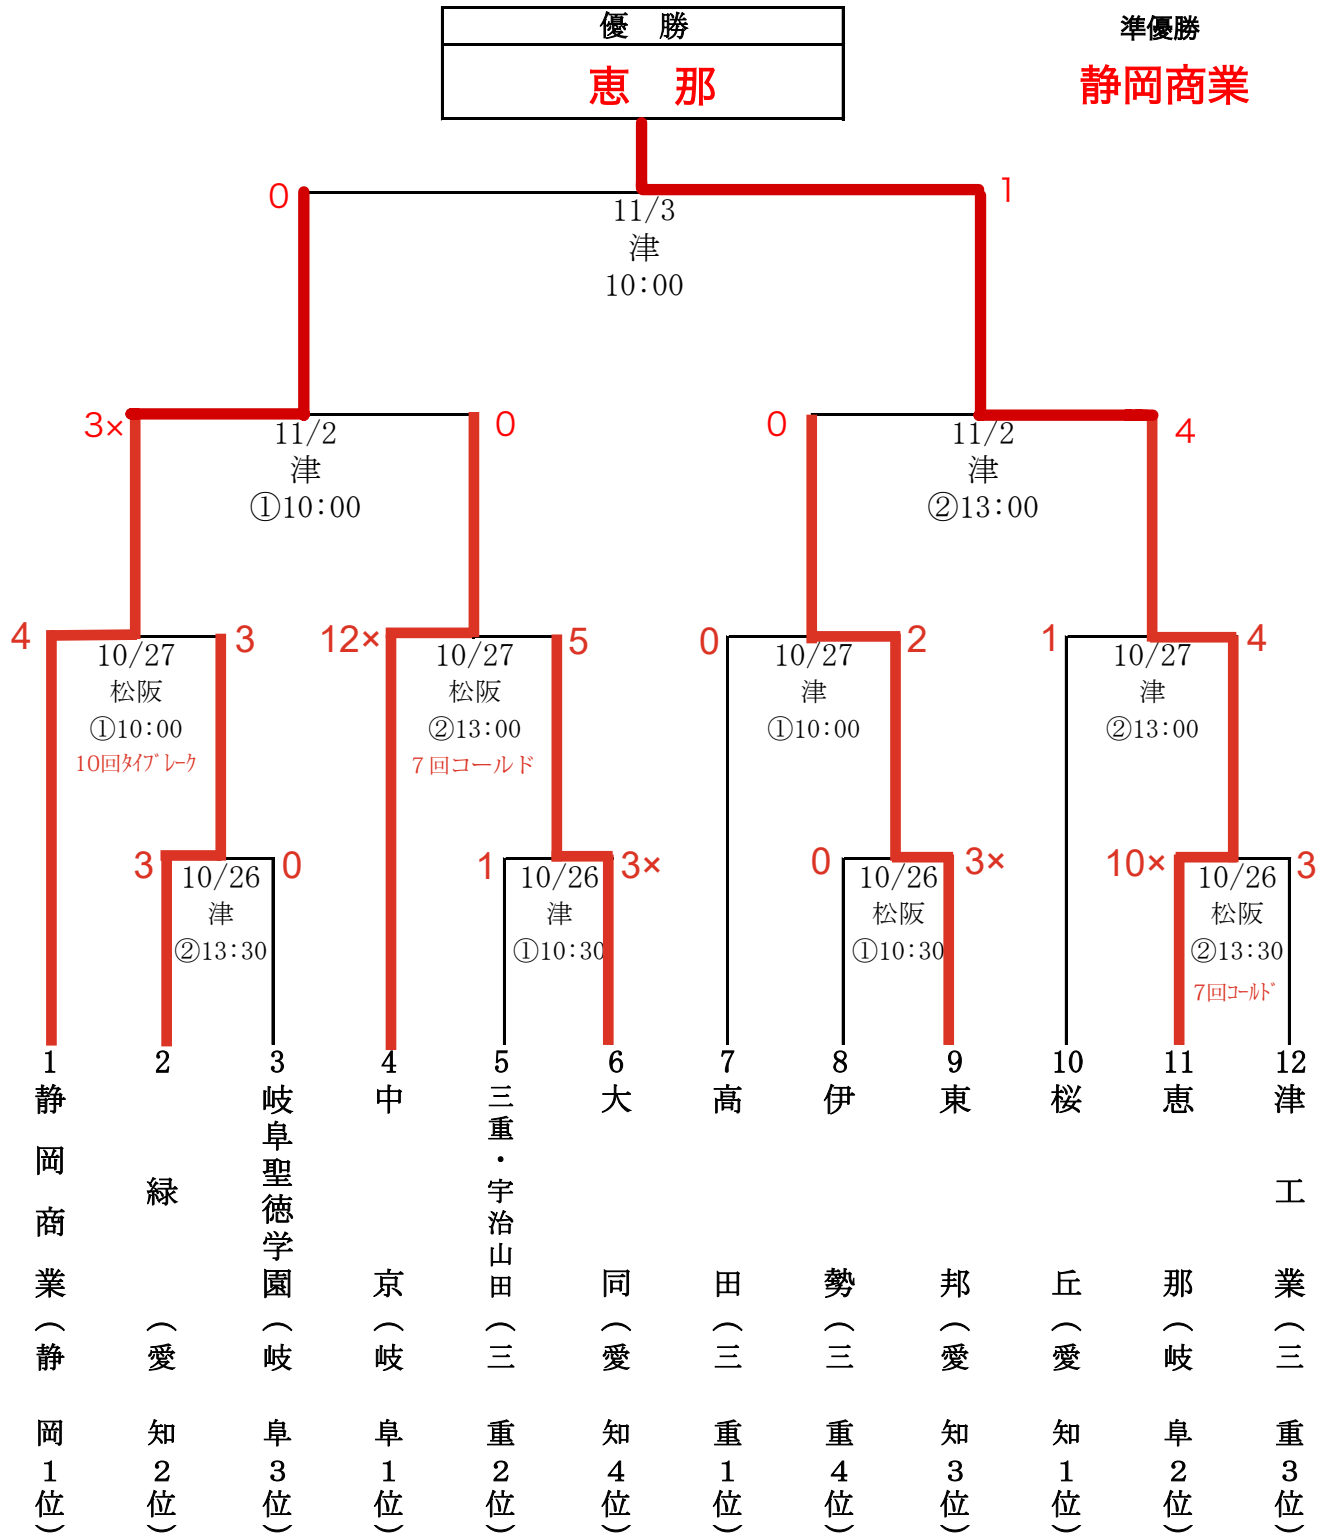 優 勝
恵 那
準優勝
静岡商業
0
1
11/3
津
10:00
3×
0
11/2
津
①10:00
0
4
11/2
津
②13:00
4
3
10/27
松阪
①10:00
10回ﾀｲﾌﾞﾚｰｸ
12×
5
10/27
松阪
②13:00
７回コールド
0
2
10/27
津
①10:00
1
4
10/27
津
②13:00
3
0
10/26
津
②13:30
1
3×
10/26
津
①10:30
0
3×
10/26
松阪
①10:30
10×
3
10/26
松阪
②13:30
7回ｺｰﾙﾄﾞ
1
静岡商業（静岡１位）
2
緑（愛知２位）
3
岐阜聖徳学園（岐阜３位）
4
中京（岐阜１位）
5
三重・宇治山田（三重２位）
6
大同（愛知４位）
7
高田（三重１位）
8
伊勢（三重４位）
9
東邦（愛知３位）
10
桜丘（愛知１位）
11
恵那（岐阜２位）
12
津工業（三重３位）